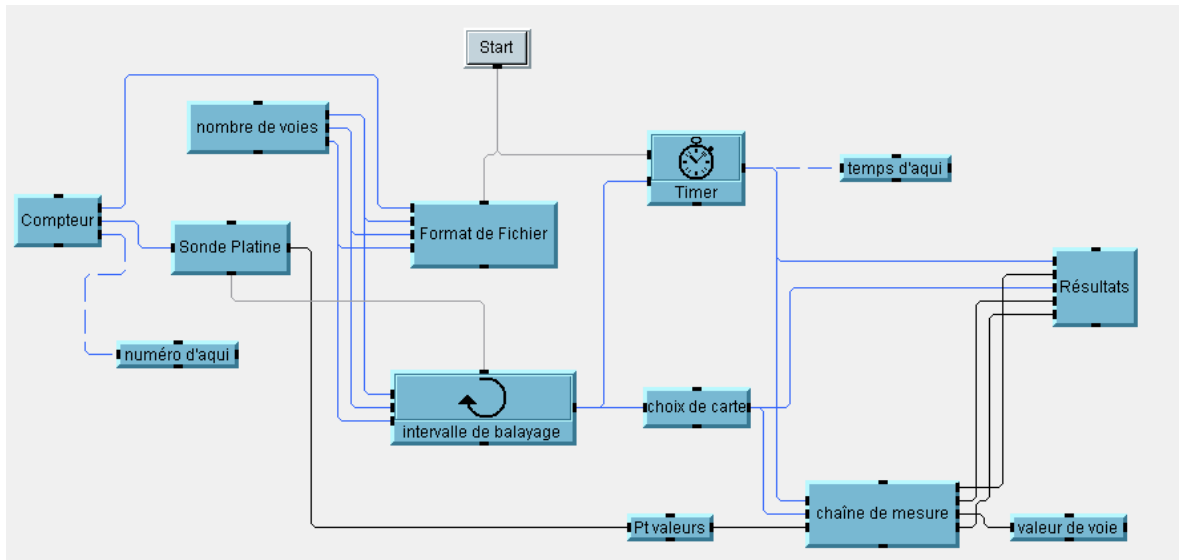 Start
nombre de voies
Timer
temps d'aqui
Compteur
Sonde Platine
Format de Fichier
Résultats
numéro d'aqui
intervalle de balayage
choix de carte
chaîne de mesure
Pt valeurs
valeur de voie